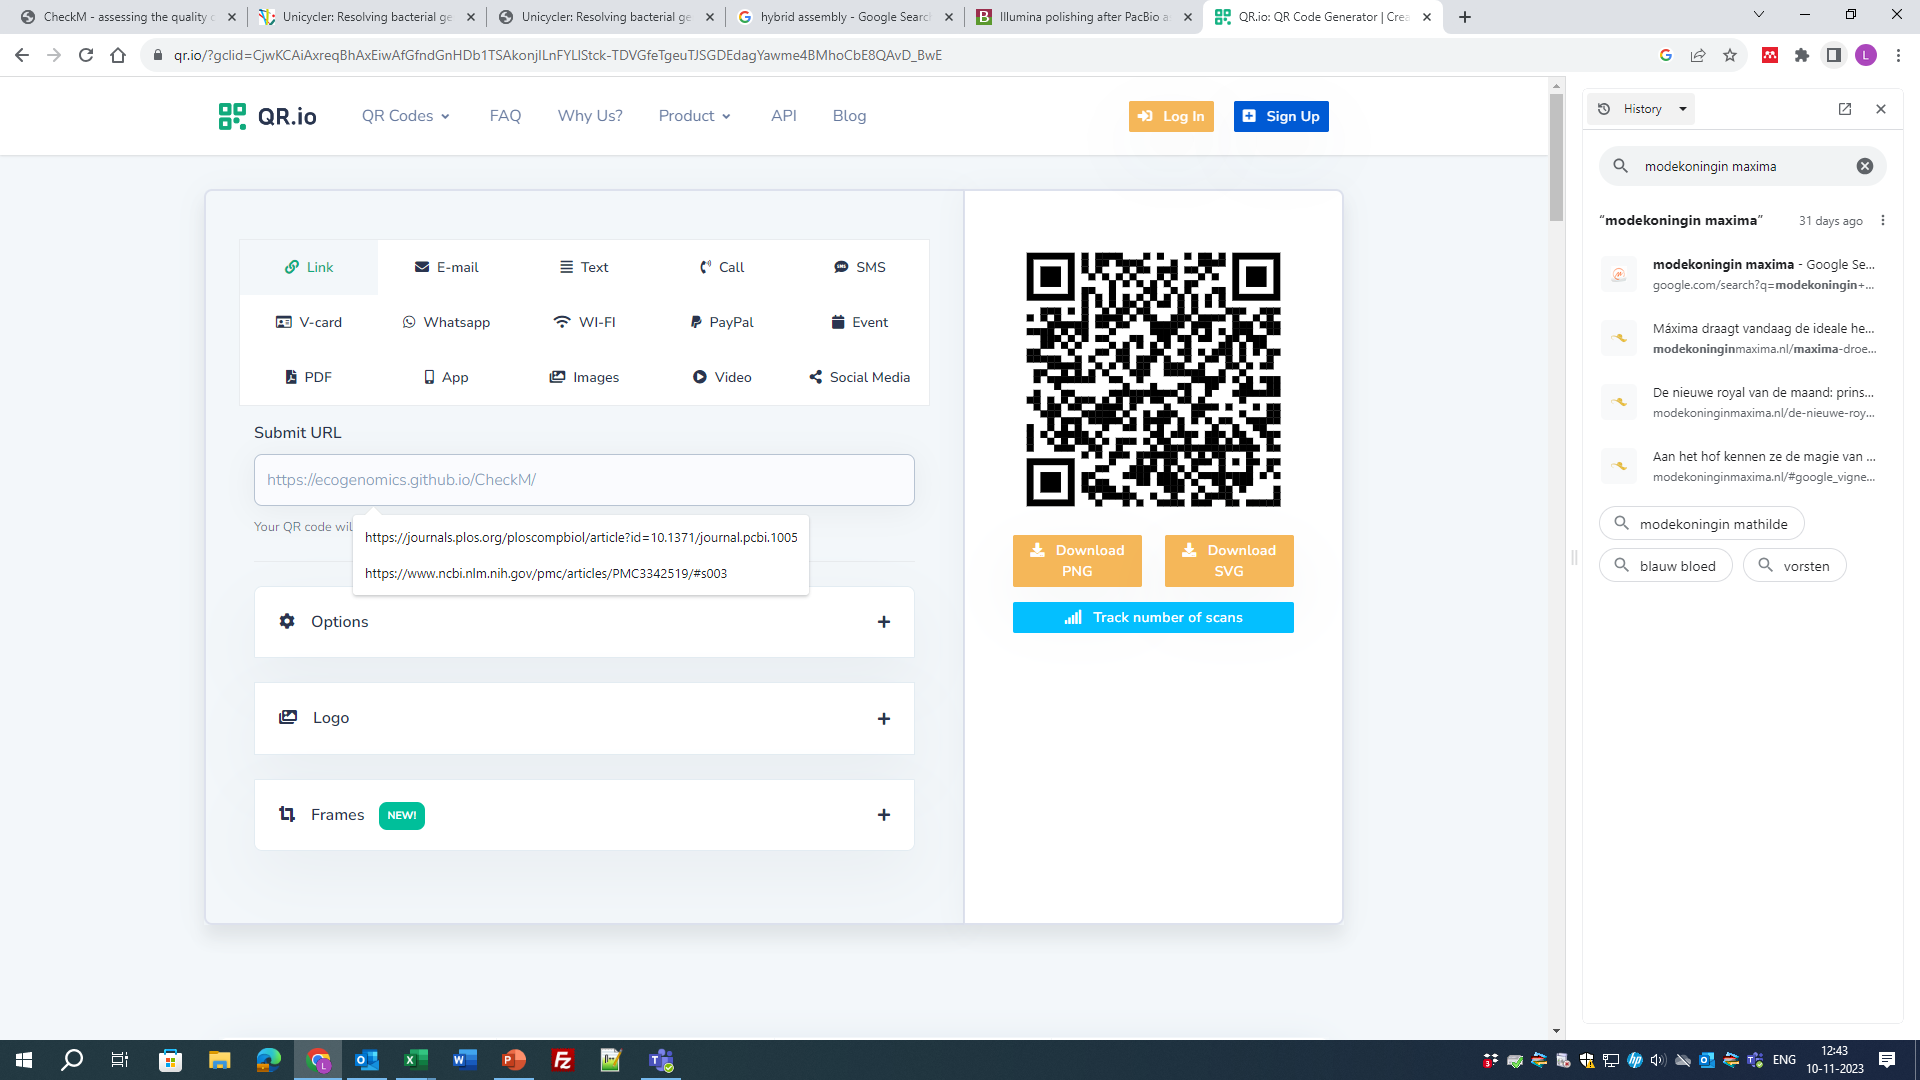 CheckM - assessing the quality o
Unicycler: Resolving bacterial ge
Unicycler: Resolving bacterial ge
hybrid assembly - Google Search
Illumina polishing after PacBio as
QR.io: QR Code Generator | Crea
qr.io/?gclid=CjwKCAiAxreqBhAxEiwAfGfndGnHDb1TSAkonjlLnFYLlStck-TDVGfeTgeuTJSGDEdagYawme4BMhoCbE8QAvD_BwE
L
QR.io
QR Codes
FAQ
Why Us?
Product
API
Blog
Log In
Sign Up
Link
E-mail
Text
Call
SMS
V-card
Whatsapp
WI-FI
PayPal
Event
PDF
App
Images
Video
Social Media
Submit URL
https://ecogenomics.github.io/CheckM/
Your QR code wil
https://journals.plos.org/ploscompbiol/article?id=10.1371/journal.pcbi.1005
https://www.ncbi.nlm.nih.gov/pmc/articles/PMC3342519/#s003
Options
Logo
Frames NEW!
Download PNG
Download SVG
Track number of scans
History
modekoningin maxima
“modekoningin maxima”
31 days ago
modekoningin maxima - Google Se...
google.com/search?q=modekoningin+...
Máxima draagt vandaag de ideale he...
modekoninginmaxima.nl/maxima-droe...
De nieuwe royal van de maand: prins...
modekoninginmaxima.nl/de-nieuwe-roy...
Aan het hof kennen ze de magie van ...
modekoninginmaxima.nl/#google_vigne...
modekoningin mathilde
blauw bloed
vorsten
ENG
12:43
10-11-2023